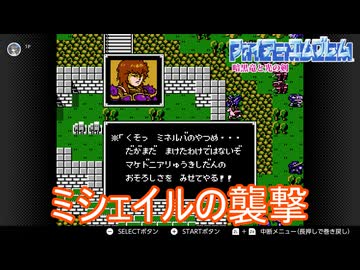 1P
ファイアーエムブレム
暗黒竜と光の剣
※「くそっ ミネルバのやつめ・・・
だがまだ まけたわけではないぞ
マケドニアりゅうきしだんの
おそろしさを みせてやる!!
ミシェイルの襲撃
SELECTボタン
STARTボタン
中断メニュー(長押しで巻き戻し)